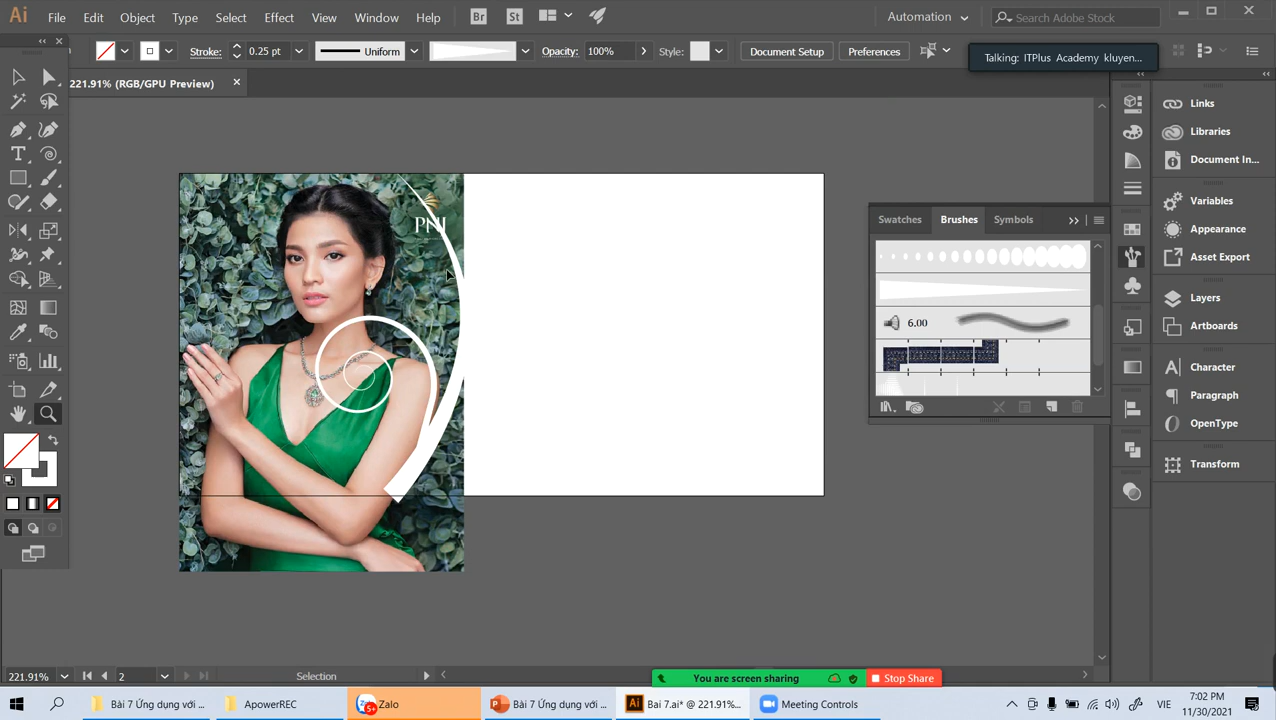 Ai File Edit Object Type Select Effect View Window Help Br St Automation Search Adobe Stock
Stroke: 0.25 pt Uniform Opacity: 100% Style: Document Setup Preferences
Talking: ITPlus Academy kluyen...
221.91% (RGB/GPU Preview) ×
Links
Libraries
Document In...
Variables
Appearance
Asset Export
Layers
Artboards
Character
Paragraph
OpenType
Transform
Swatches Brushes Symbols
6.00
PNJ
221.91% 2 Selection
You are screen sharing Stop Share
Bài 7 Ứng dụng với ... ApowerREC Zalo 5+ Bài 7 Ứng dụng với ... Bai 7.ai* @ 221.91%... Meeting Controls VIE 7:02 PM
11/30/2021